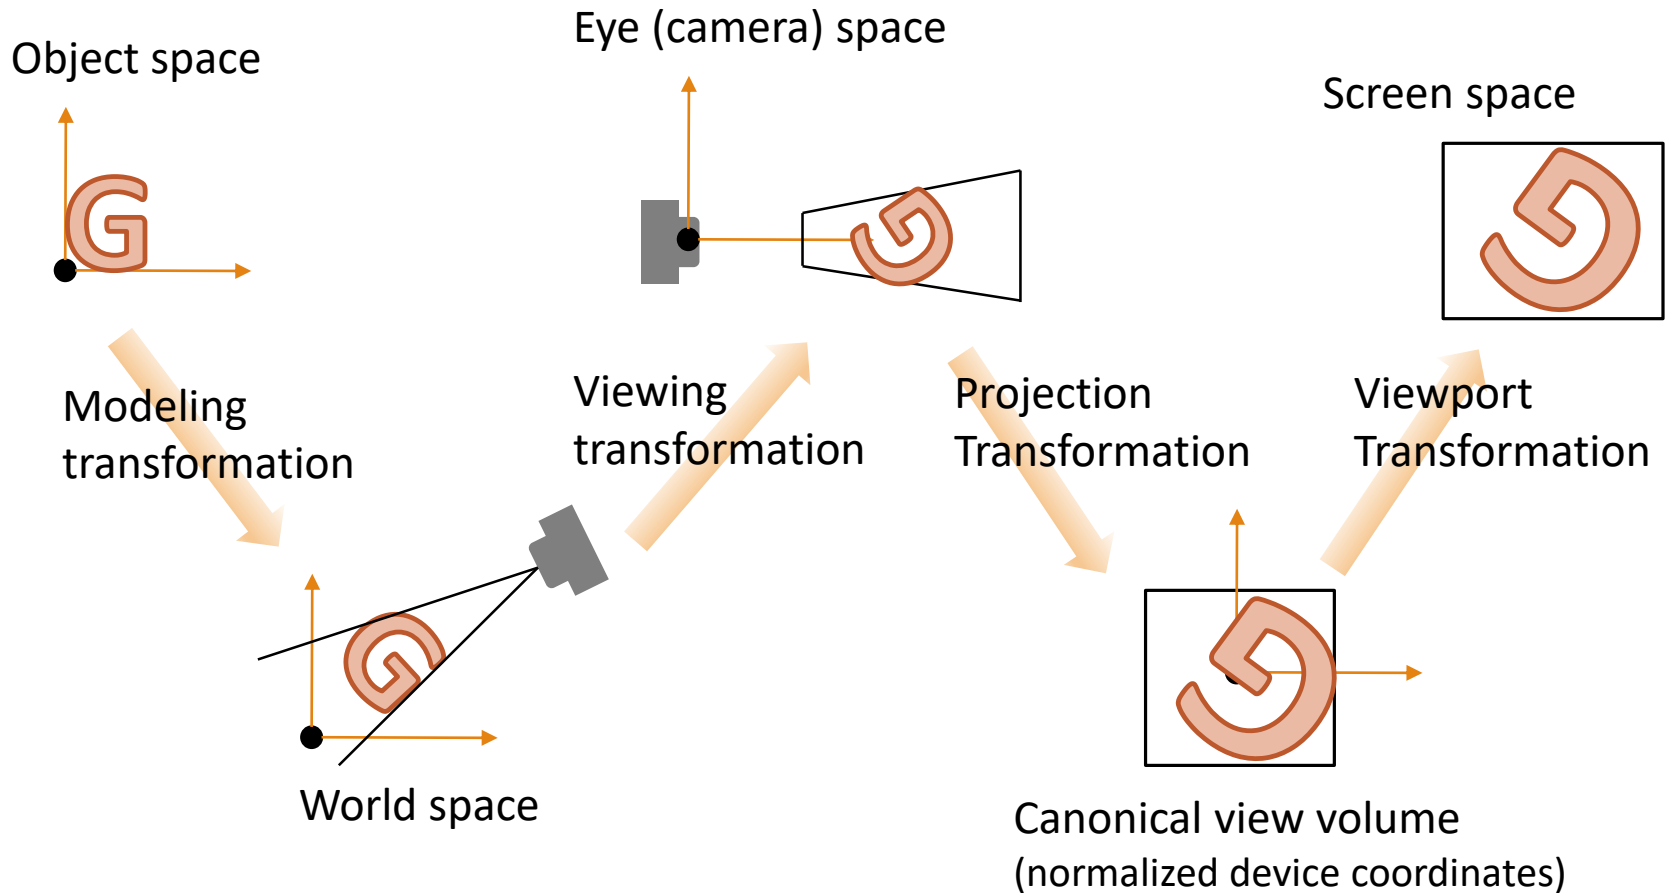 Object space
G
Modeling
transformation
G
World space
Viewing
transformation
Eye (camera) space
G
Projection
Transformation
G
Canonical view volume
(normalized device coordinates)
Viewport
Transformation
Screen space
G